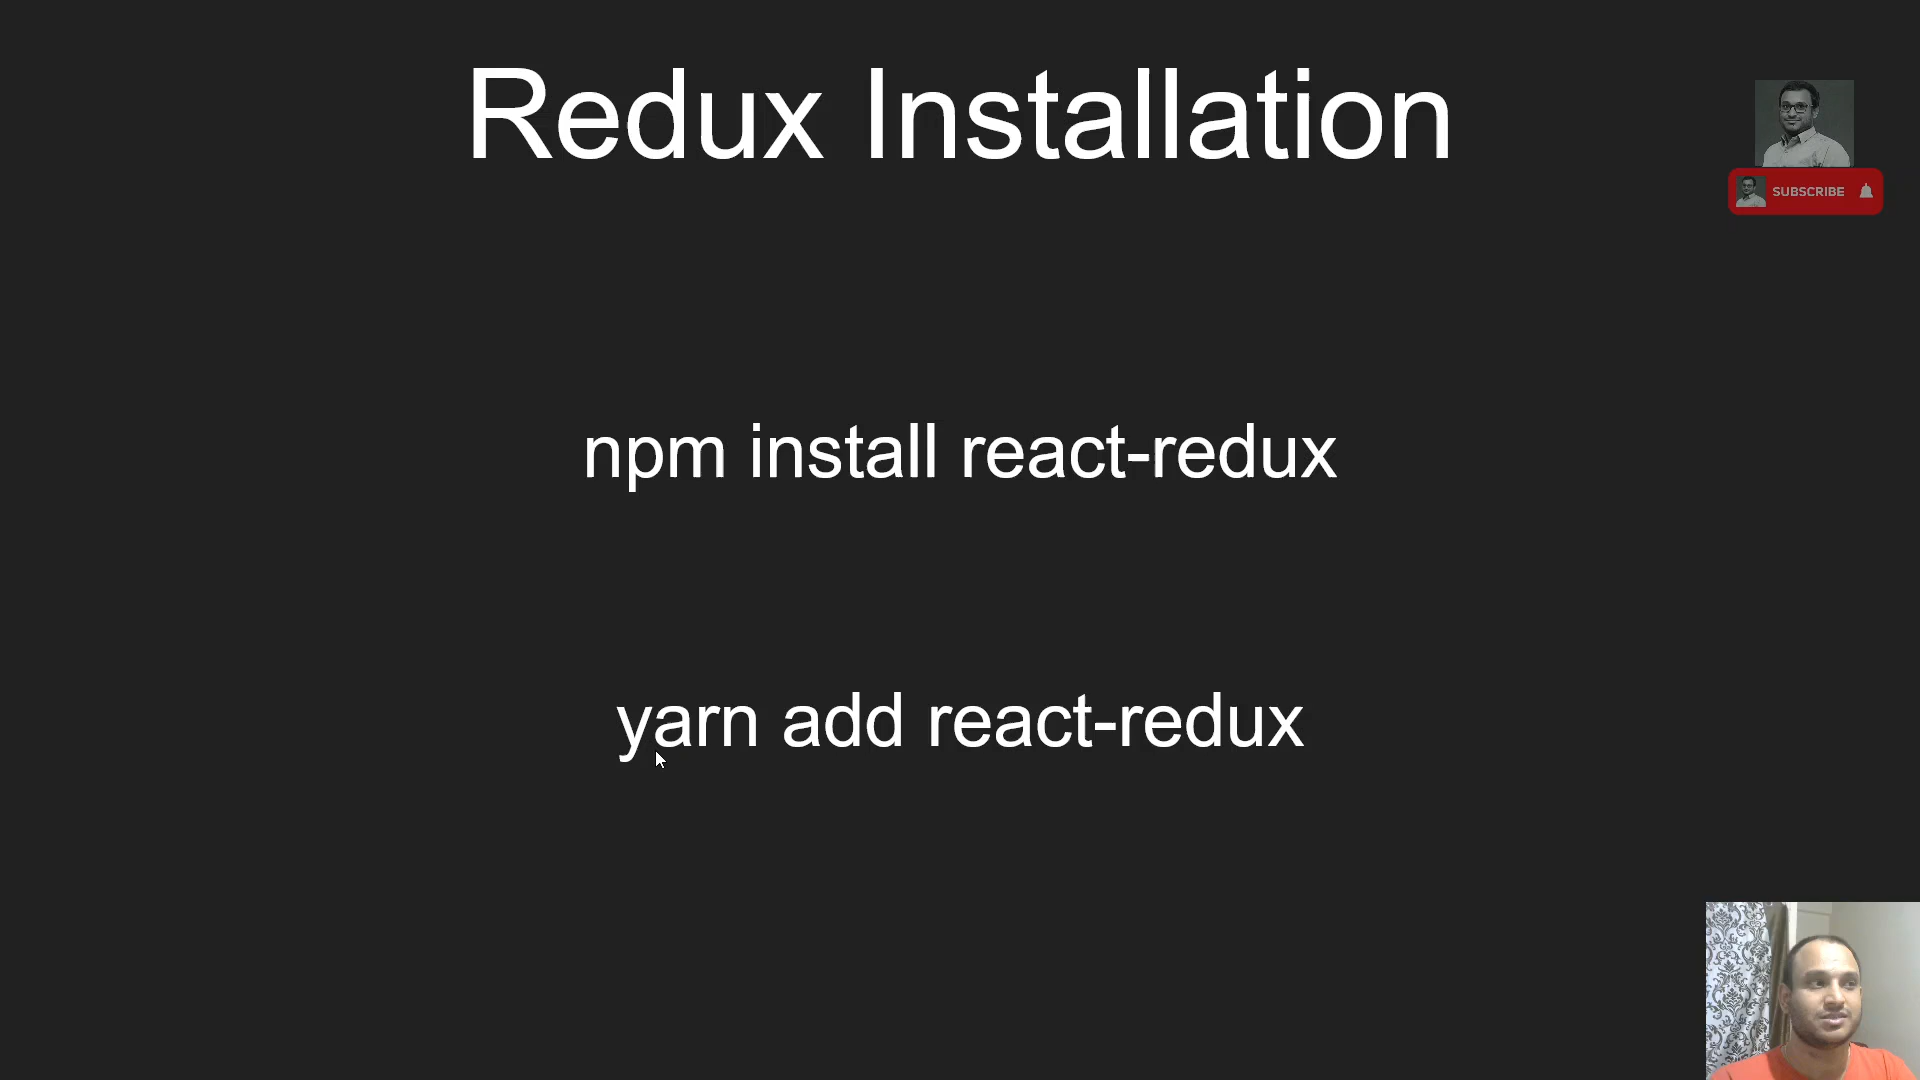 Redux Installation
SUBSCRIBE
npm install react-redux
yarn add react-redux